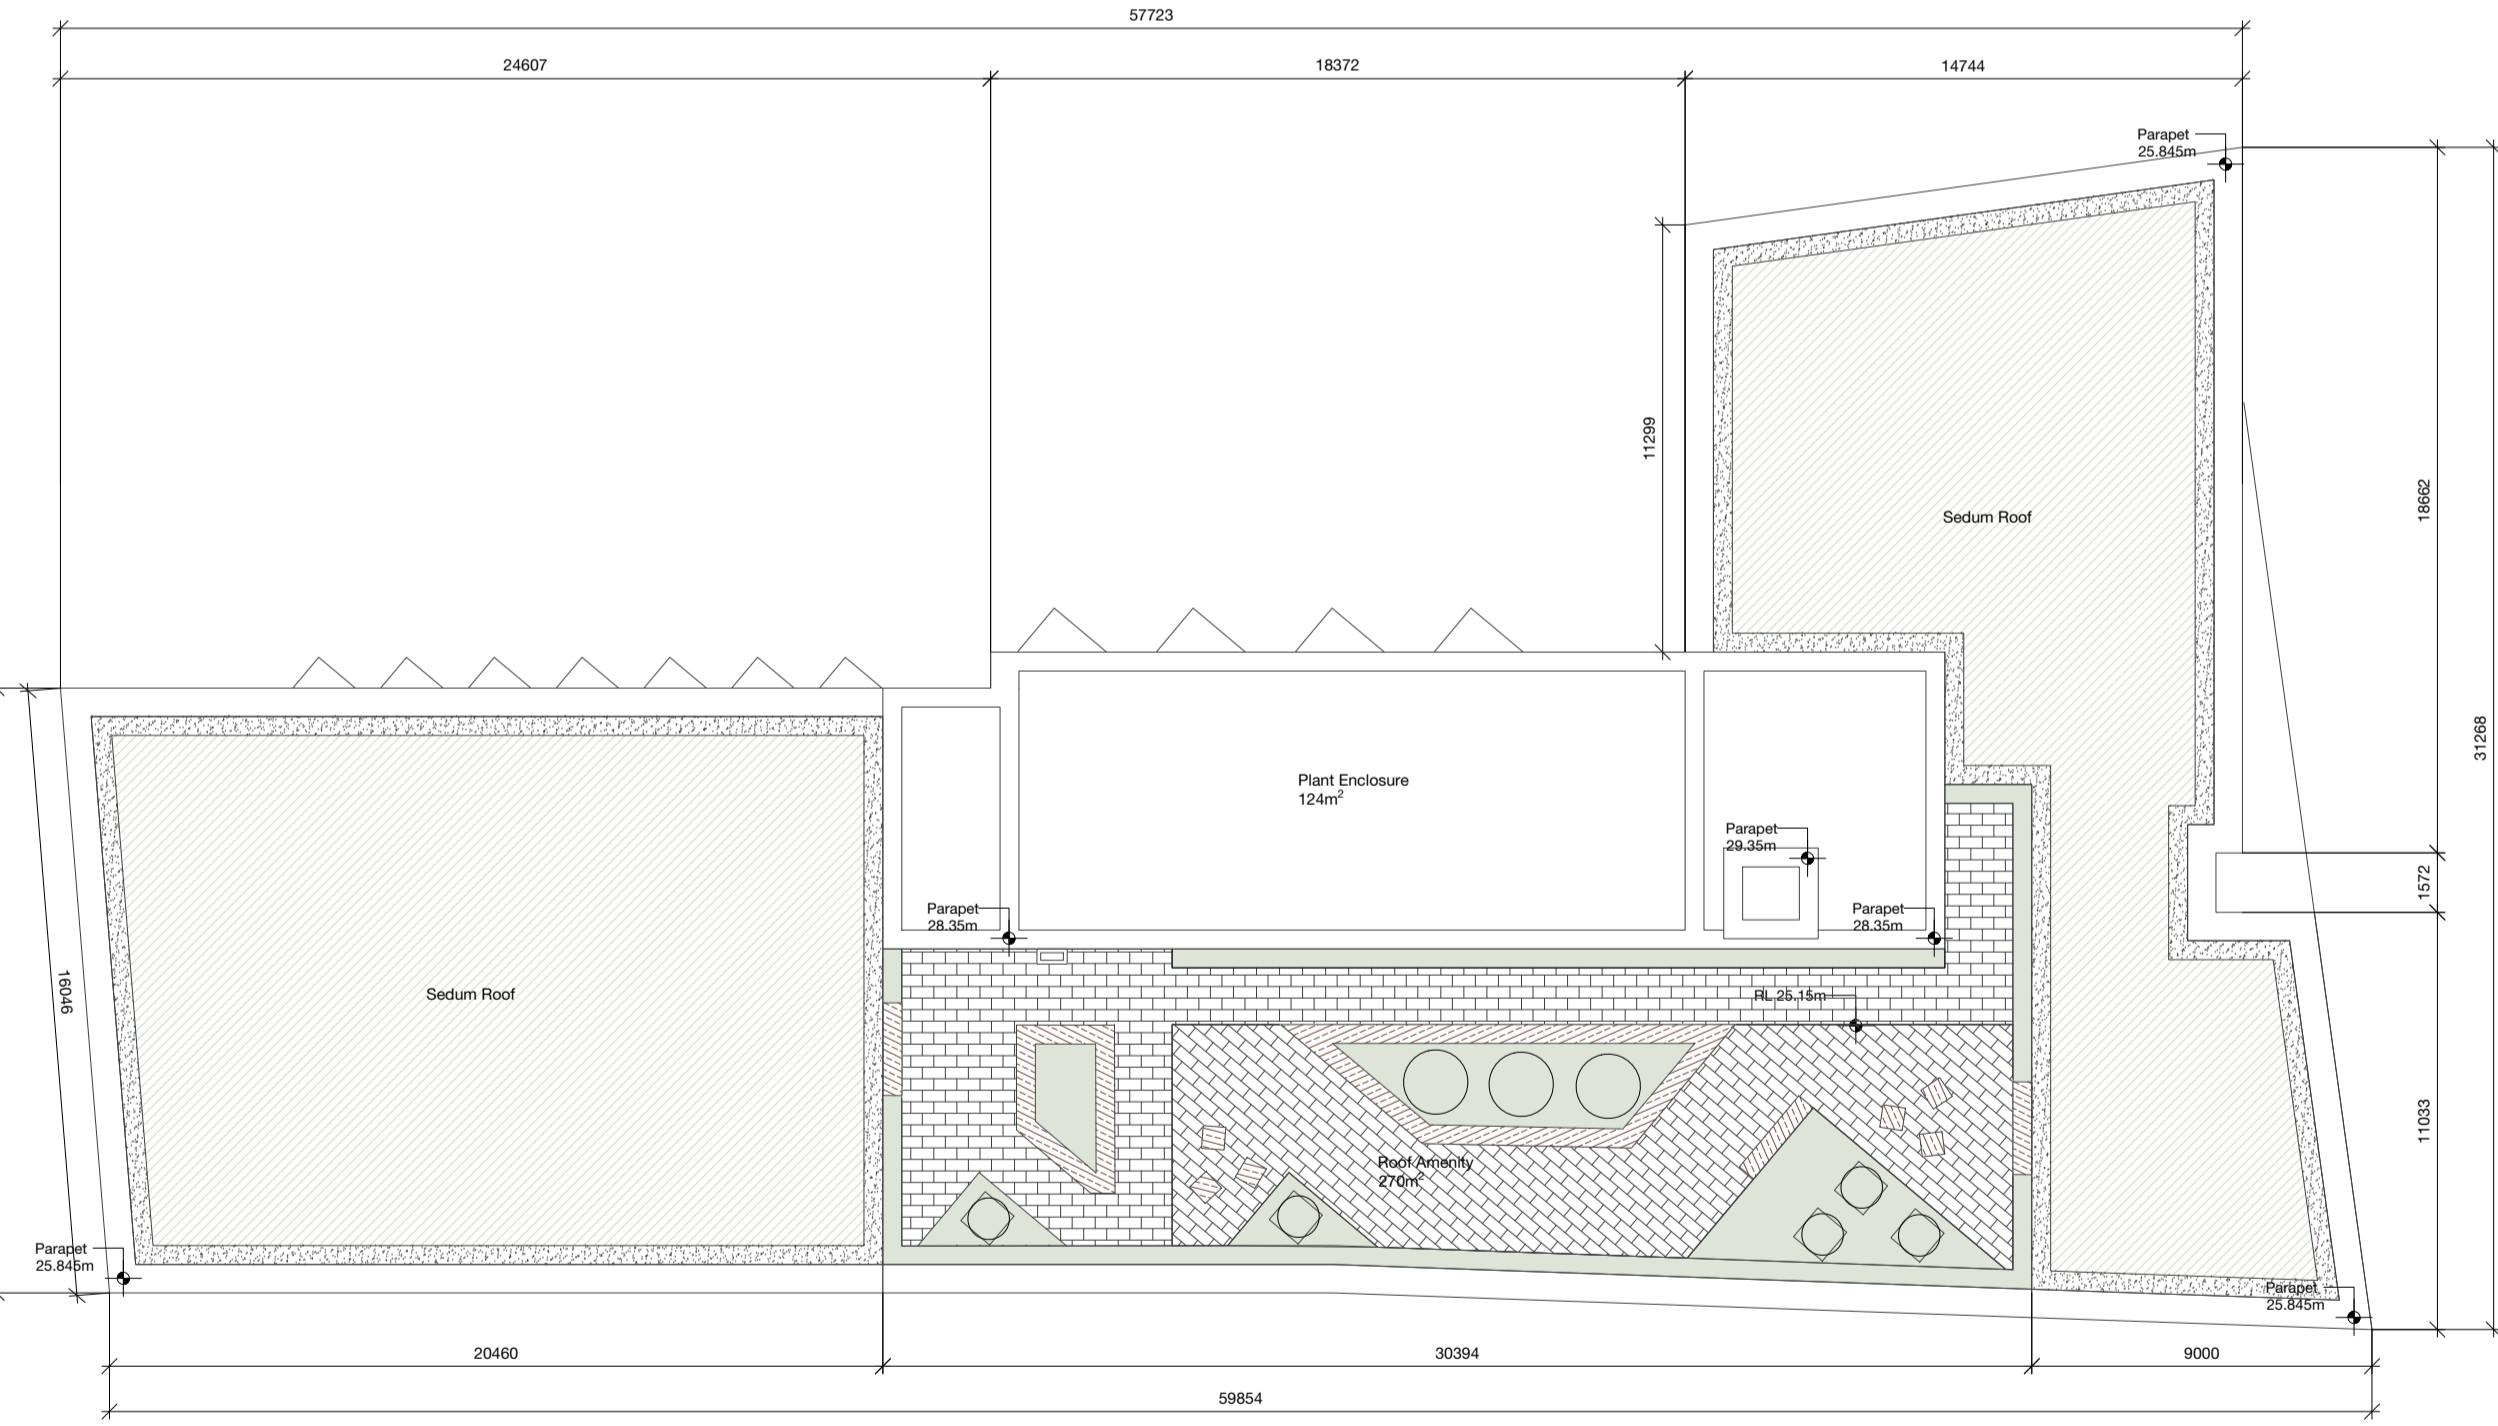 57723
24607
18372
14744
Parapet
25.845m
11299
18662
Sedum Roof
31268
Plant Enclosure
124m²
Parapet
29.35m
1572
Parapet
28.35m
Parapet
28.35m
16046
Sedum Roof
RL 25.15m
11033
Roof Amenity
270m²
Parapet
25.845m
Parapet
25.845m
20460
30394
9000
59854